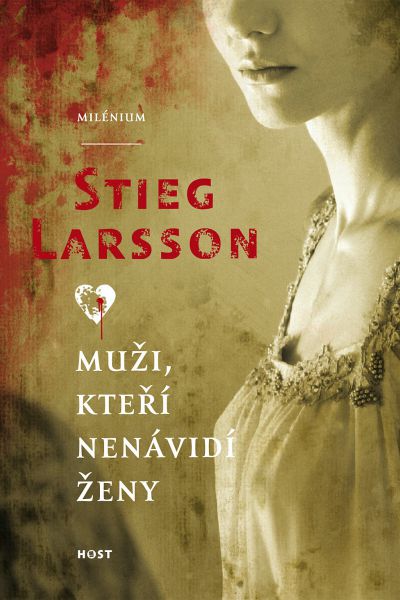 MILÉNIUM
STIEG
LARSSON
MUŽI,
KTEŘÍ
NENÁVIDÍ
ŽENY
HOST